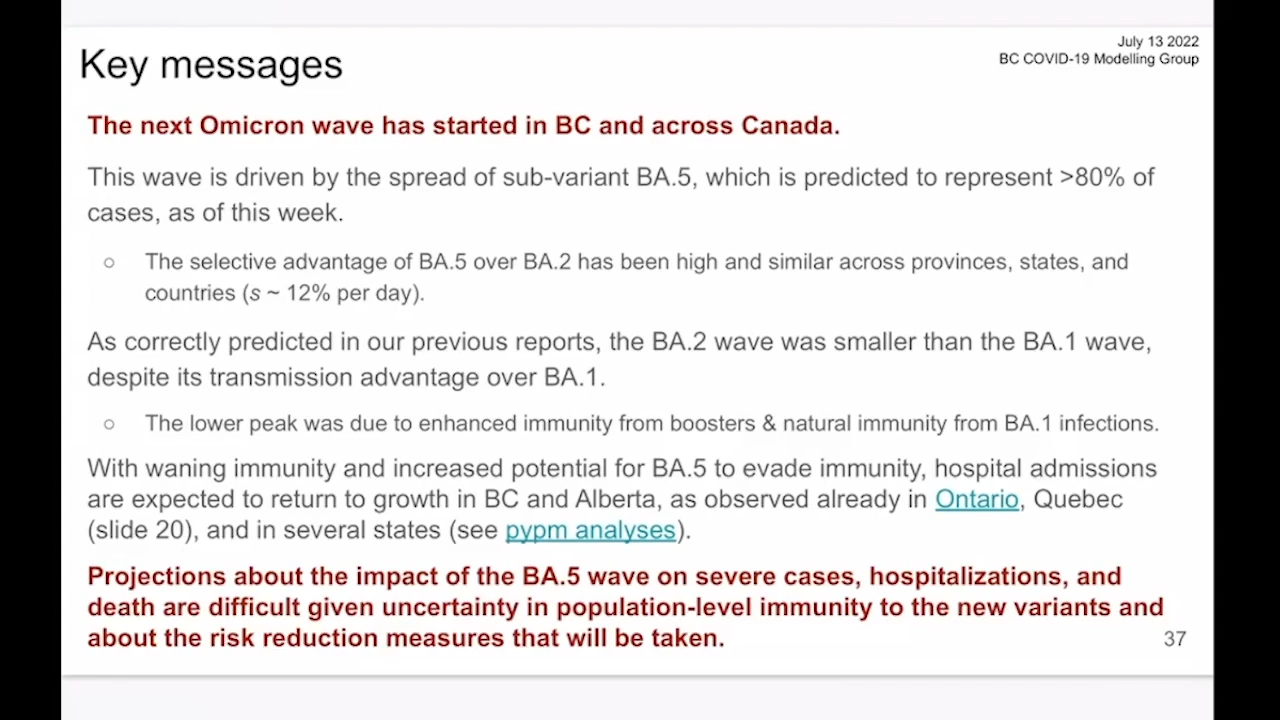 July 13 2022
Key messages
BC COVID-19 Modelling Group
The next Omicron wave has started in BC and across Canada.
This wave is driven by the spread of sub-variant BA.5, which is predicted to represent >80% of
cases, as of this week.
○ The selective advantage of BA.5 over BA.2 has been high and similar across provinces, states, and
countries (s ~ 12% per day).
As correctly predicted in our previous reports, the BA.2 wave was smaller than the BA.1 wave,
despite its transmission advantage over BA.1.
○ The lower peak was due to enhanced immunity from boosters & natural immunity from BA.1 infections.
With waning immunity and increased potential for BA.5 to evade immunity, hospital admissions
are expected to return to growth in BC and Alberta, as observed already in Ontario, Quebec
(slide 20), and in several states (see pypm analyses).
Projections about the impact of the BA.5 wave on severe cases, hospitalizations, and
death are difficult given uncertainty in population-level immunity to the new variants and
about the risk reduction measures that will be taken.
37